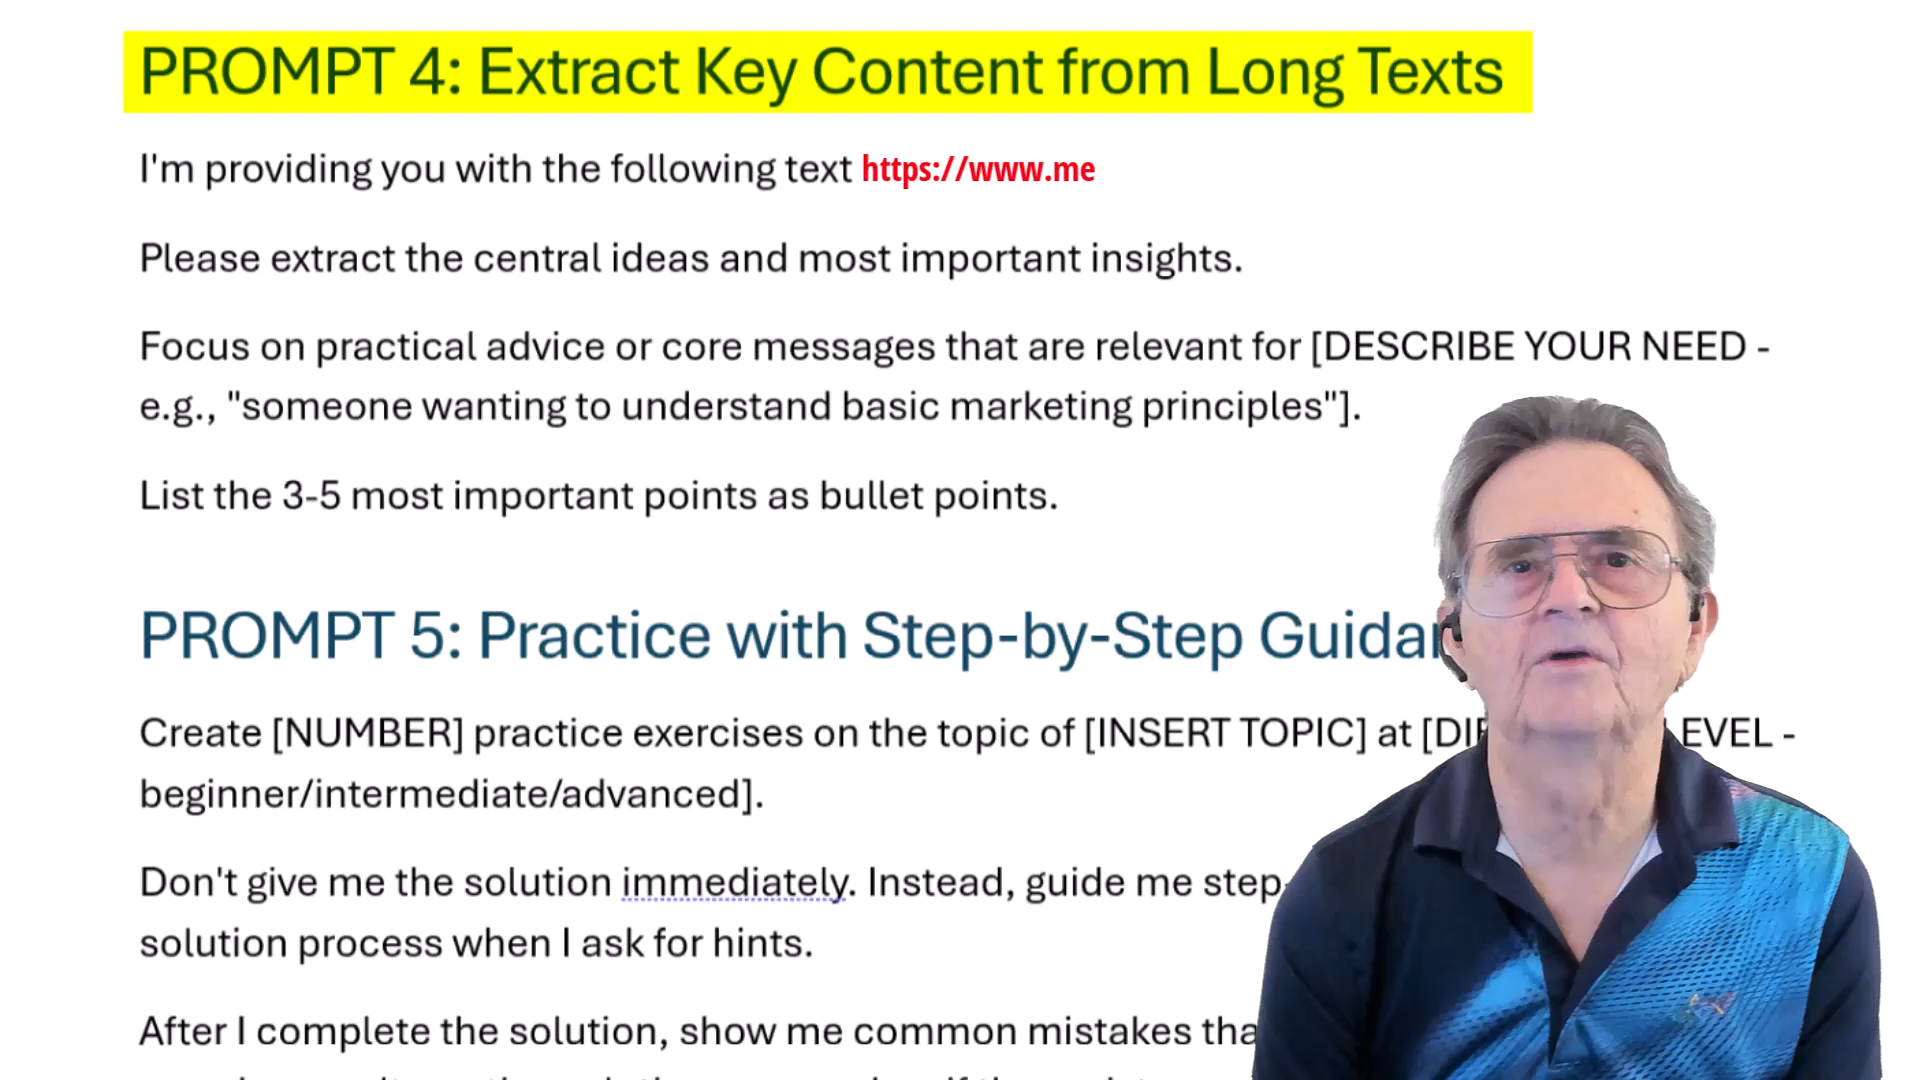 PROMPT 4: Extract Key Content from Long Texts
I'm providing you with the following text https://www.me
Please extract the central ideas and most important insights.
Focus on practical advice or core messages that are relevant for [DESCRIBE YOUR NEED -
e.g., "someone wanting to understand basic marketing principles"].
List the 3-5 most important points as bullet points.
PROMPT 5: Practice with Step-by-Step
Create [NUMBER] practice exercises on the topic of [INSERT TOPIC] at -
beginner/intermediate/advanced].
Don't give me the solution immediately. Instead, guide me step-
solution process when I ask for hints.
After I complete the solution, show me common mistakes